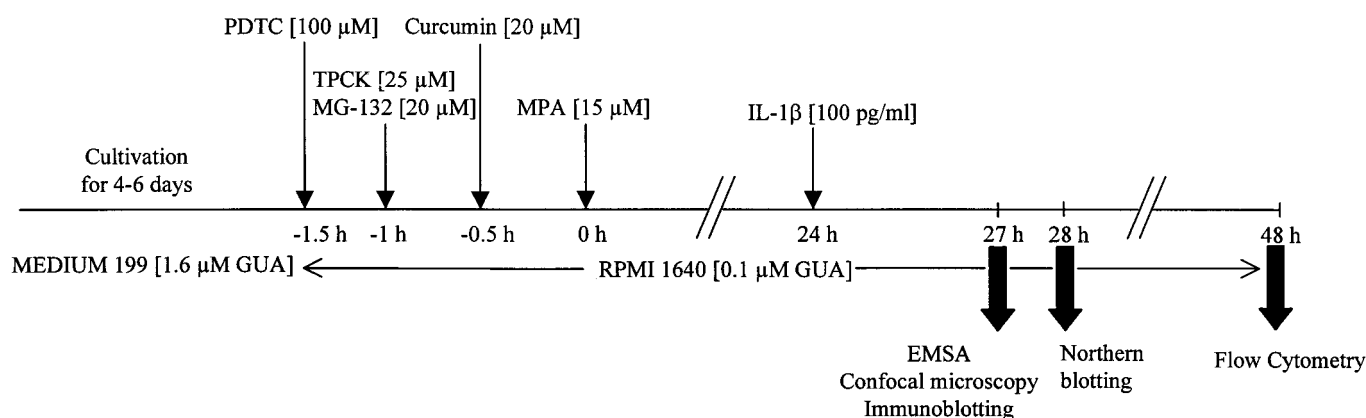 PDTC [100 µM]
Curcumin [20 µM]
TPCK [25 µM]
MG-132 [20 µM]
MPA [15 µM]
IL-1β [100 pg/ml]
Cultivation
for 4-6 days
-1.5 h
-1 h
-0.5 h
0 h
24 h
27 h
28 h
48 h
MEDIUM 199 [1.6 µM GUA]
RPMI 1640 [0.1 µM GUA]
EMSA
Confocal microscopy
Immunoblotting
Northern
blotting
Flow Cytometry